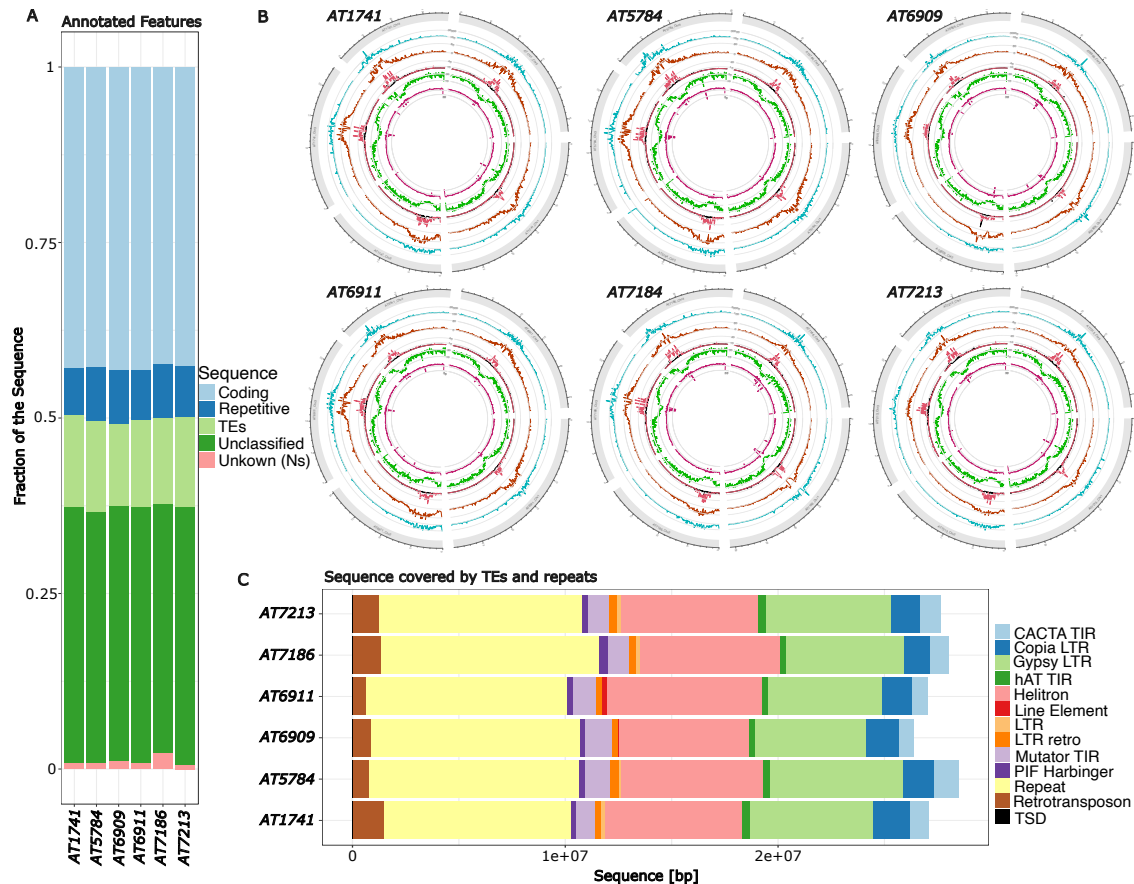 A
Annotated Features
Fraction of the Sequence
1
0.75
0.5
0.25
0
AT1741
AT5784
AT6909
AT6911
AT7186
AT7213
Sequence
Coding
Repetitive
TEs
Unclassified
Unkown (Ns)
B
AT1741
AT5784
AT6909
AT6911
AT7184
AT7213
C
Sequence covered by TEs and repeats
AT7213
AT7186
AT6911
AT6909
AT5784
AT1741
0
1e+07
2e+07
Sequence [bp]
CACTA TIR
Copia LTR
Gypsy LTR
hAT TIR
Helitron
Line Element
LTR
LTR retro
Mutator TIR
PIF Harbinger
Repeat
Retrotransposon
TSD